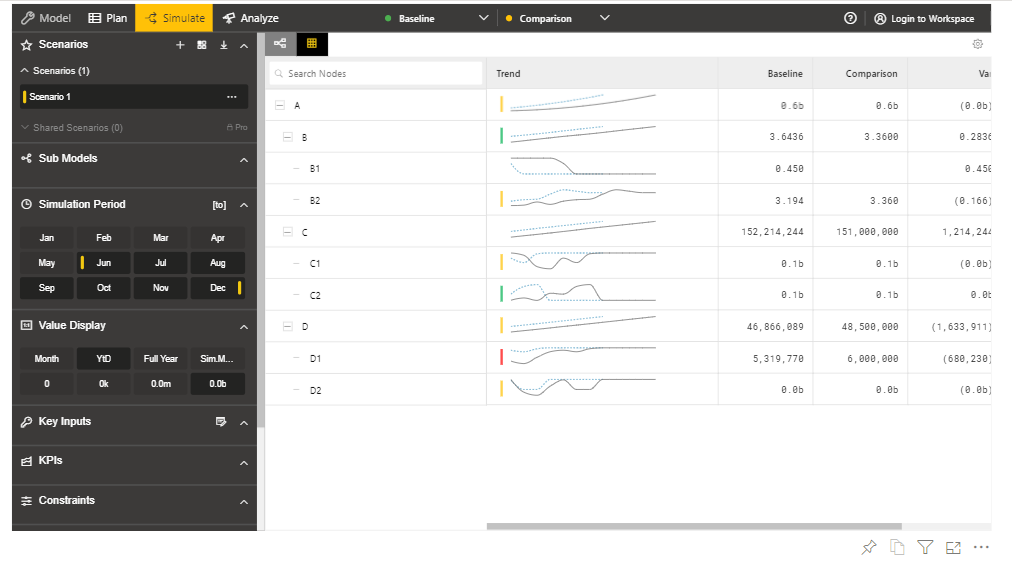 Model Plan Simulate Analyze Baseline Comparison Login to Workspace
Scenarios
Scenarios (1)
Scenario 1
Shared Scenarios (0) Pro
Sub Models
Simulation Period [to]
Jan Feb Mar Apr
May Jun Jul Aug
Sep Oct Nov Dec
Value Display
Month YtD Full Year Sim.M...
0 0k 0.0m 0.0b
Key Inputs
KPIs
Constraints
Search Nodes Trend Baseline Comparison
A 0.6b 0.6b (0.0b)
B 3.6436 3.3600 0.2836
B1 0.450 0.450
B2 3.194 3.360 (0.166)
C 152,214,244 151,000,000 1,214,244
C1 0.1b 0.1b (0.0b)
C2 0.1b 0.1b 0.0b
D 46,866,089 48,500,000 (1,633,911)
D1 5,319,770 6,000,000 (680,230)
D2 0.0b 0.0b (0.0b)